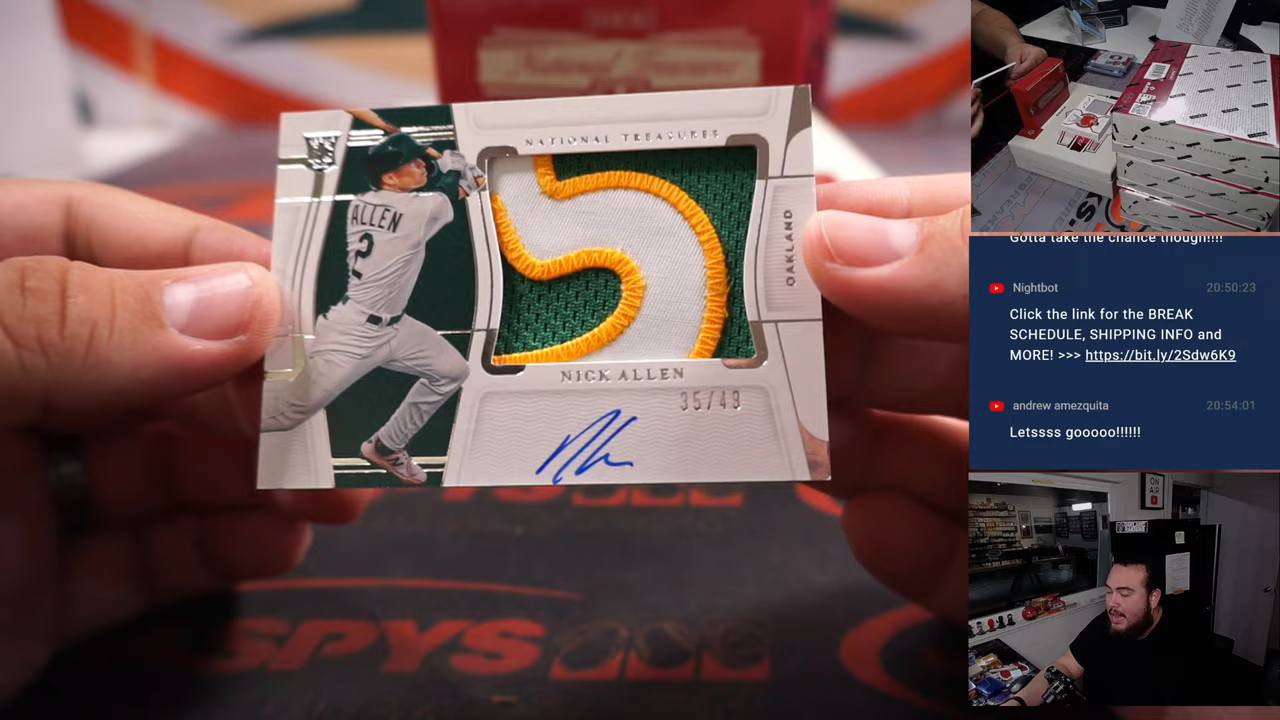 National Treasures
NATIONAL TREASURES
ALLEN
2
OAKLAND
NICK ALLEN
35/49
SPYS
Gotta take the chance though!!!!
Nightbot
20:50:23
Click the link for the BREAK
SCHEDULE, SHIPPING INFO and
MORE! >>> https://bit.ly/2Sdw6K9
andrew amezquita
20:54:01
Letssss gooooo!!!!!!
ON
AIR